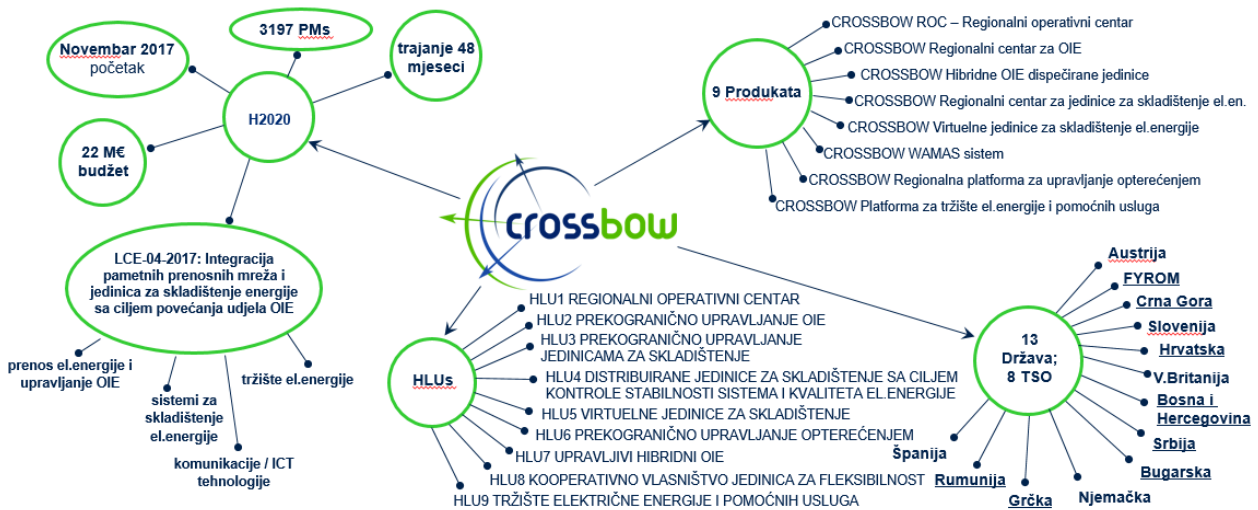 3197 PMs
Novembar 2017
početak
trajanje 48
mjeseci
H2020
22 M€
budžet
LCE-04-2017: Integracija
pametnih prenosnih mreža i
jedinica za skladištenje energije
sa ciljem povećanja udjela OIE
prenos el.energije i
upravljanje OIE
sistemi za
skladištenje
el.energije
komunikacije / ICT
tehnologije
tržište el.energije
crossbow
9 Produkata
CROSSBOW ROC – Regionalni operativni centar
CROSSBOW Regionalni centar za OIE
CROSSBOW Hibridne OIE dispečirane jedinice
CROSSBOW Regionalni centar za jedinice za skladištenje el.en.
CROSSBOW Virtuelne jedinice za skladištenje el.energije
CROSSBOW WAMAS sistem
CROSSBOW Regionalna platforma za upravljanje opterećenjem
CROSSBOW Platforma za tržište el.energije i pomoćnih usluga
HLUs
HLU1 REGIONALNI OPERATIVNI CENTAR
HLU2 PREKOGRANIČNO UPRAVLJANJE OIE
HLU3 PREKOGRANIČNO UPRAVLJANJE
JEDINICAMA ZA SKLADIŠTENJE
HLU4 DISTRIBUIRANE JEDINICE ZA SKLADIŠTENJE SA CILJEM
KONTROLE STABILNOSTI SISTEMA I KVALITETA EL.ENERGIJE
HLU5 VIRTUELNE JEDINICE ZA SKLADIŠTENJE
HLU6 PREKOGRANIČNO UPRAVLJANJE OPTEREĆENJEM
HLU7 UPRAVLJIVI HIBRIDNI OIE
HLU8 KOOPERATIVNO VLASNIŠTVO JEDINICA ZA FLEKSIBILNOST
HLU9 TRŽIŠTE ELEKTRIČNE ENERGIJE I POMOĆNIH USLUGA
13
Država;
8 TSO
Austrija
FYROM
Crna Gora
Slovenija
Hrvatska
V.Britanija
Bosna i
Hercegovina
Srbija
Bugarska
Njemačka
Grčka
Rumunija
Španija